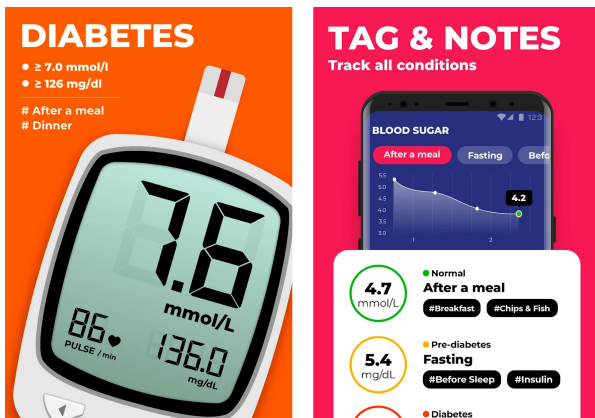 DIABETES
≥ 7.0 mmol/l
≥ 126 mg/dl
# After a meal
# Dinner
7.6
mmol/L
86
PULSE / min
136.0
mg/dL
TAG & NOTES
Track all conditions
12:3
BLOOD SUGAR
After a meal Fasting Befo
5.5
5.0
4.5
4.0
3.5
3.0
4.2
1 2
4.7
mmol/L
Normal
After a meal
#Breakfast #Chips & Fish
5.4
mg/dL
Pre-diabetes
Fasting
#Before Sleep #Insulin
Diabetes